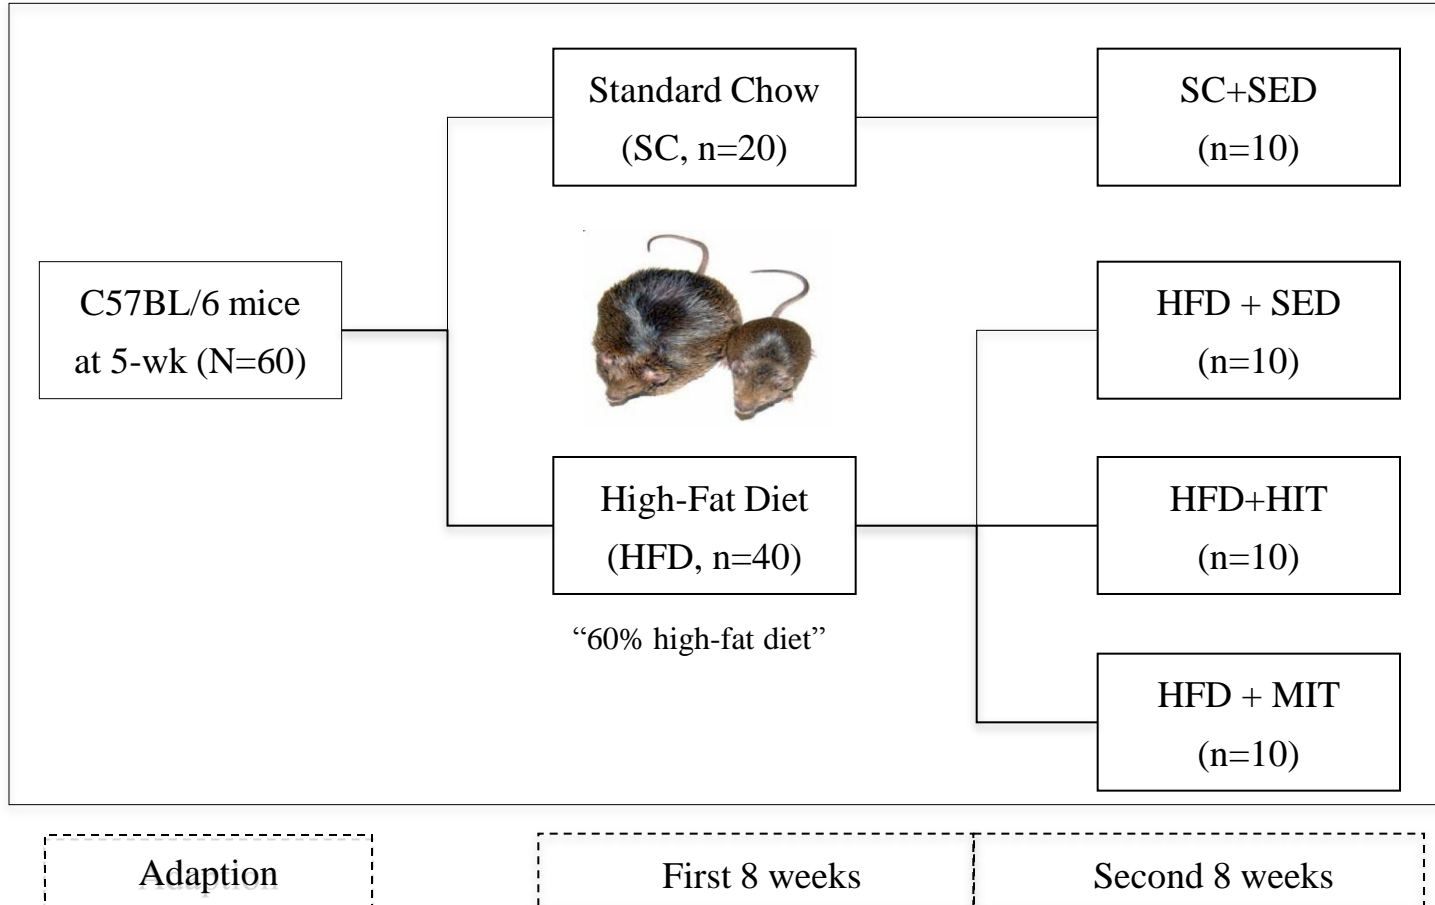 Standard Chow
(SC, n=20)
SC+SED
(n=10)
C57BL/6 mice
at 5-wk (N=60)
HFD + SED
(n=10)
High-Fat Diet
(HFD, n=40)
“60% high-fat diet”
HFD+HIT
(n=10)
HFD + MIT
(n=10)
Adaption
First 8 weeks
Second 8 weeks